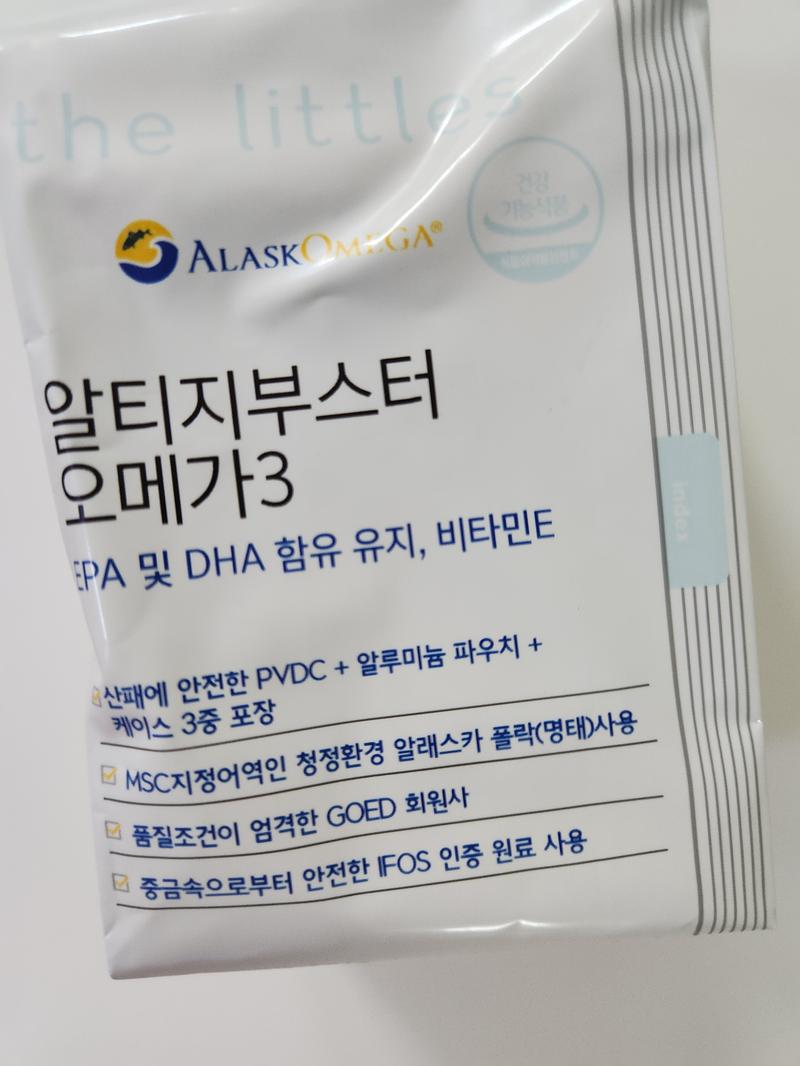 the littles
건강
기능식품
ALASKOMEGA®
알티지부스터
오메가3
EPA 및 DHA 함유 유지, 비타민E
index
산패에 안전한 PVDC + 알루미늄 파우치 +
케이스 3중 포장
MSC지정어역인 청정환경 알래스카 폴락(명태)사용
품질조건이 엄격한 GOED 회원사
중금속으로부터 안전한 IFOS 인증 원료 사용